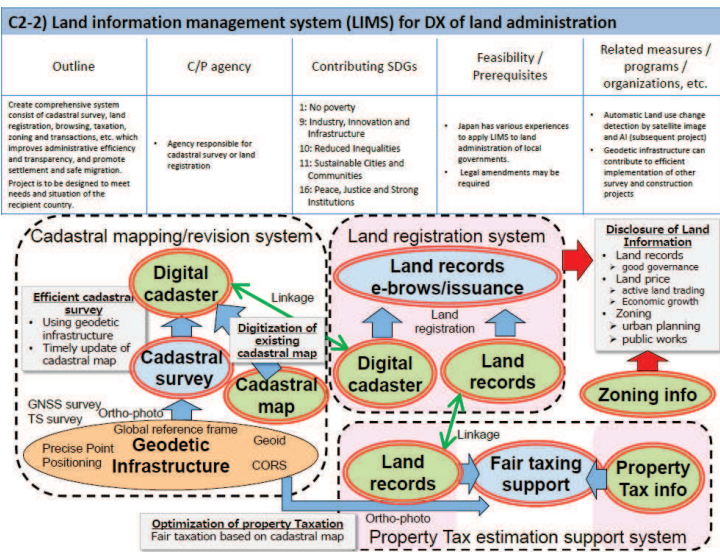 C2-2) Land information management system (LIMS) for DX of land administration
Outline
C/P agency
Contributing SDGs
Feasibility /
Prerequisites
Related measures /
programs /
organizations, etc.
Create comprehensive system
consist of cadastral survey, land
registration, browsing, taxation,
zoning and transactions, etc. which
improves administrative efficiency
and transparency, and promote
settlement and safe migration.
Project is to be designed to meet
needs and situation of the
recipient country.
• Agency responsible for
cadastral survey or land
registration
1: No poverty
9: Industry, Innovation and
Infrastructure
10: Reduced Inequalities
11: Sustainable Cities and
Communities
16: Peace, Justice and Strong
Institutions
• Japan has various experiences
to apply LIMS to land
administration of local
governments.
• Legal amendments may be
required
• Automatic Land use change
detection by satellite image
and AI (subsequent project)
• Geodetic infrastructure can
contribute to efficient
implementation of other
survey and construction
projects
Cadastral mapping/revision system
Digital
cadaster
Efficient cadastral
survey
• Using geodetic
infrastructure
• Timely update of
cadastral map
Linkage
Digitization of
existing
cadastral map
Cadastral
survey
Cadastral
map
GNSS survey
TS survey
Ortho-photo
Global reference frame
Precise Point
Positioning
Geodetic
Infrastructure
Geoid
CORS
Land registration system
Land records
e-brows/issuance
Land
registration
Digital
cadaster
Land
records
Disclosure of Land
Information
• Land records
➢ good governance
• Land price
➢ active land trading
➢ Economic growth
• Zoning
➢ urban planning
➢ public works
Zoning info
Linkage
Land
records
Fair taxing
support
Property
Tax info
Optimization of property Taxation
Fair taxation based on cadastral map
Ortho-photo
Property Tax estimation support system